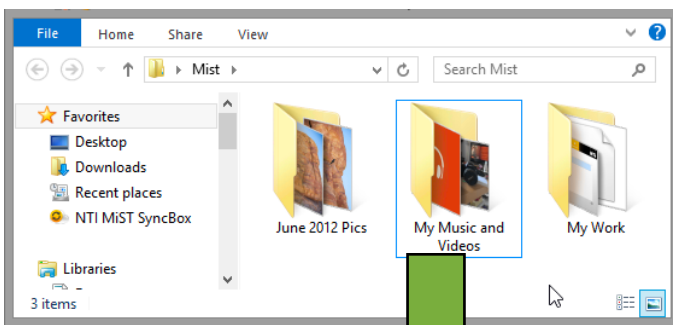 File Home Share View
Mist
Search Mist
Favorites
Desktop
Downloads
Recent places
NTI MiST SyncBox
Libraries
June 2012 Pics
My Music and
Videos
My Work
3 items